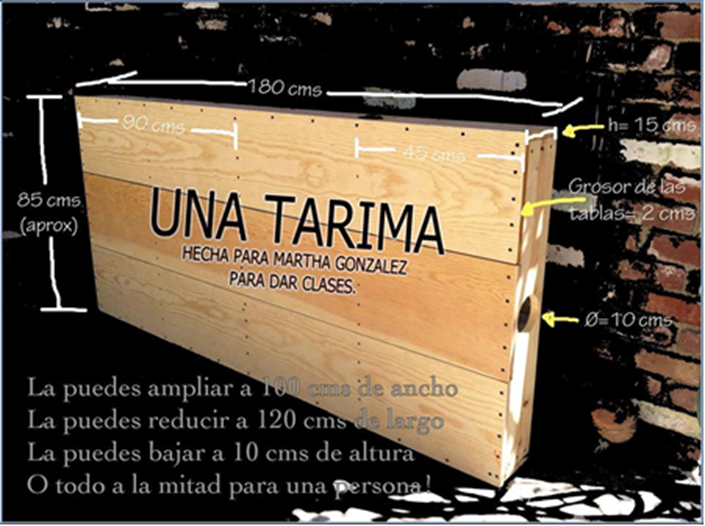 180 cms
90 cms
45 cms
h= 15 cms
85 cms
(aprox)
Grosor de las
tablas= 2 cms
UNA TARIMA
HECHA PARA MARTHA GONZALEZ
PARA DAR CLASES.
Ø=10 cms
La puedes ampliar a 100 cms de ancho
La puedes reducir a 120 cms de largo
La puedes bajar a 10 cms de altura
O todo a la mitad para una persona!